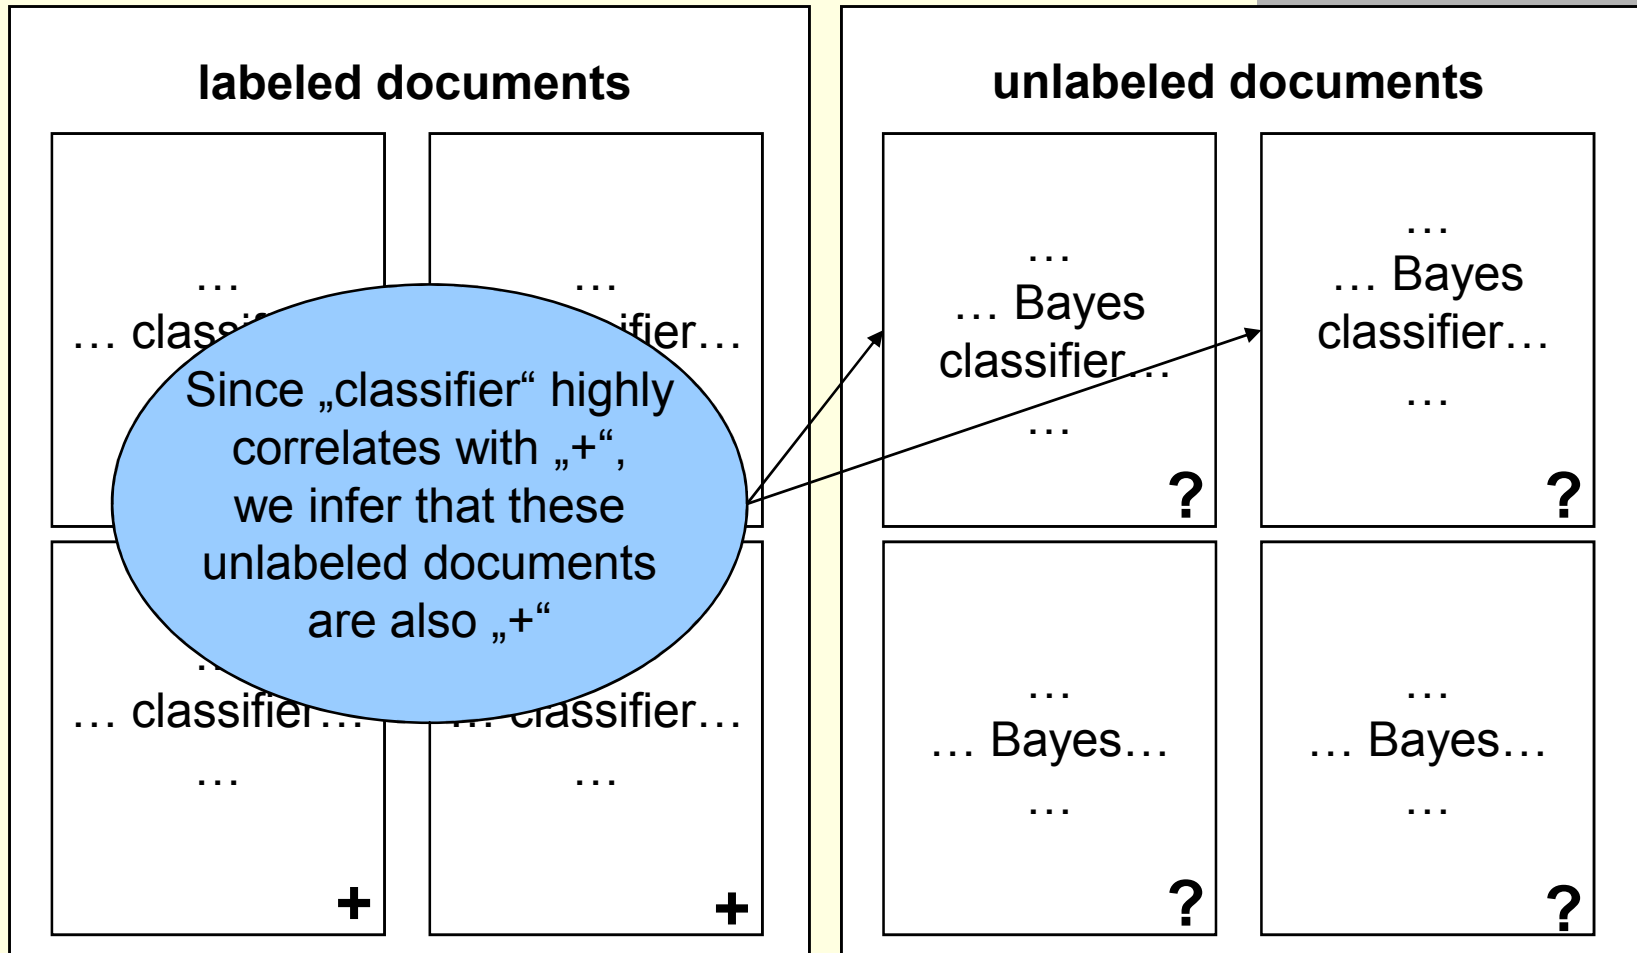 labeled documents
…
…
… 
…ifier…
Since „classifier“ highly
correlates with „+“,
we infer that these
unlabeled documents
are also „+“
… classifier…
…
+
… classifier…
…
+
unlabeled documents
…
… Bayes
classifier…
…
?
…
… Bayes
classifier…
…
?
…
… Bayes…
…
?
…
… Bayes…
…
?